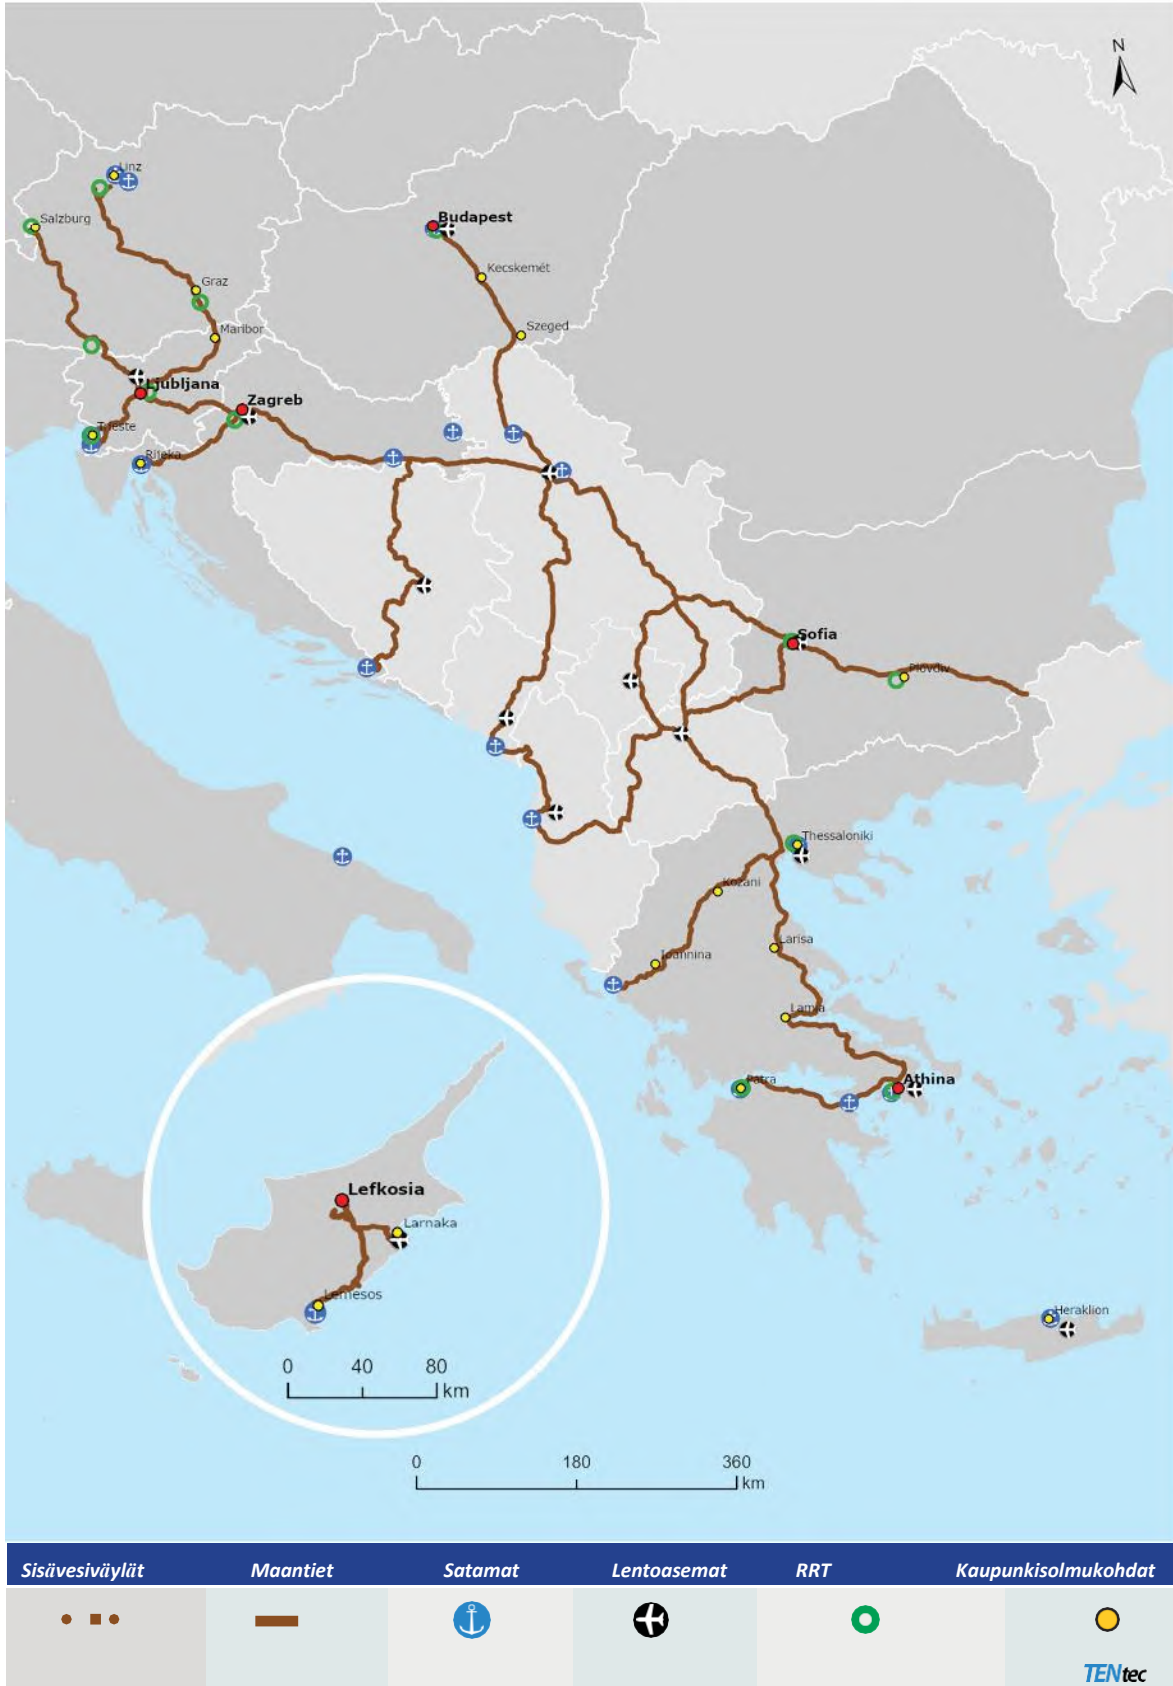 N
Linz
Salzburg
Budapest
Kecskemét
Graz
Szeged
Maribor
Ljubljana
Zagreb
Trieste
Rijeka
Sofia
Plovdiv
Thessaloniki
Kozani
Larisa
Ioannina
Lamia
Patra
Athina
Lefkosia
Larnaka
Lemesos
Heraklion
0 40 80
km
0 180 360
km
Sisävesiväylät Maantiet Satamat Lentoasemat RRT Kaupunkisolmukohdat
TENtec